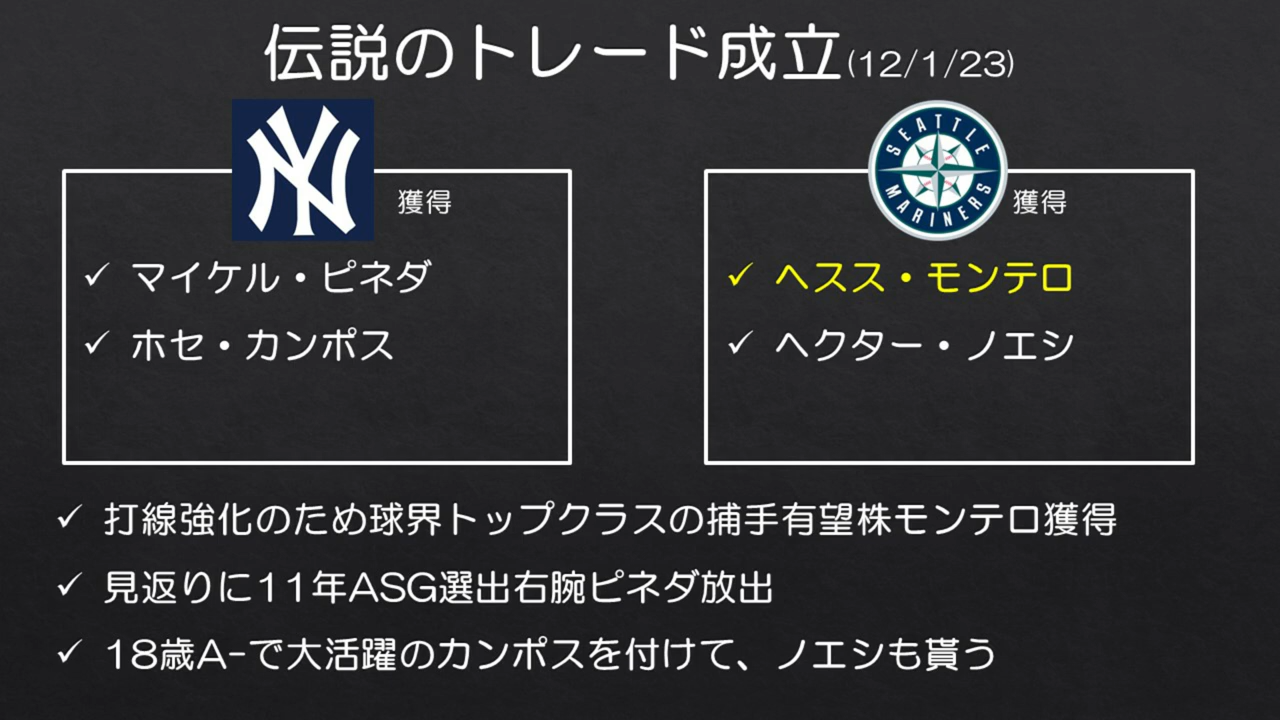 伝説のトレード成立(12/1/23)
NY
獲得
✓ マイケル・ピネダ
✓ ホセ・カンポス
SEATTLE MARINERS
獲得
✓ ヘスス・モンテロ
✓ ヘクター・ノエシ
✓ 打線強化のため球界トップクラスの捕手有望株モンテロ獲得
✓ 見返りに11年ASG選出右腕ピネダ放出
✓ 18歳A-で大活躍のカンポスを付けて、ノエシも貰う